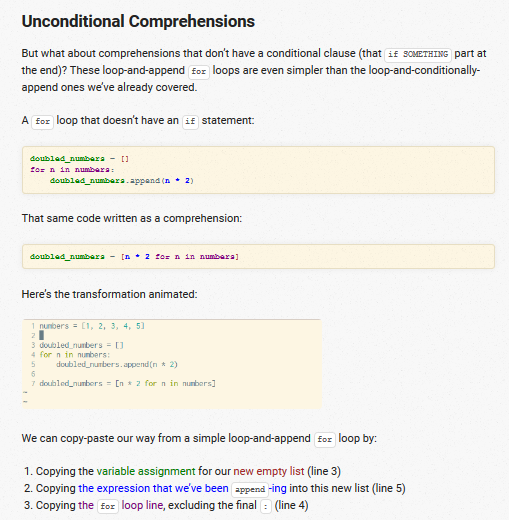 Unconditional Comprehensions
But what about comprehensions that don't have a conditional clause (that if SOMETHING part at
the end)? These loop-and-append for loops are even simpler than the loop-and-conditionally-
append ones we've already covered.
A for loop that doesn't have an if statement:
doubled_numbers = []
for n in numbers:
    doubled_numbers.append(n * 2)
That same code written as a comprehension:
doubled_numbers = [n * 2 for n in numbers]
Here's the transformation animated:
1 numbers = [1, 2, 3, 4, 5]
2
3 doubled_numbers = []
4 for n in numbers:
5     doubled_numbers.append(n * 2)
6
7 doubled_numbers = [n * 2 for n in numbers]
~
~
We can copy-paste our way from a simple loop-and-append for loop by:
1. Copying the variable assignment for our new empty list (line 3)
2. Copying the expression that we've been append -ing into this new list (line 5)
3. Copying the for loop line, excluding the final : (line 4)